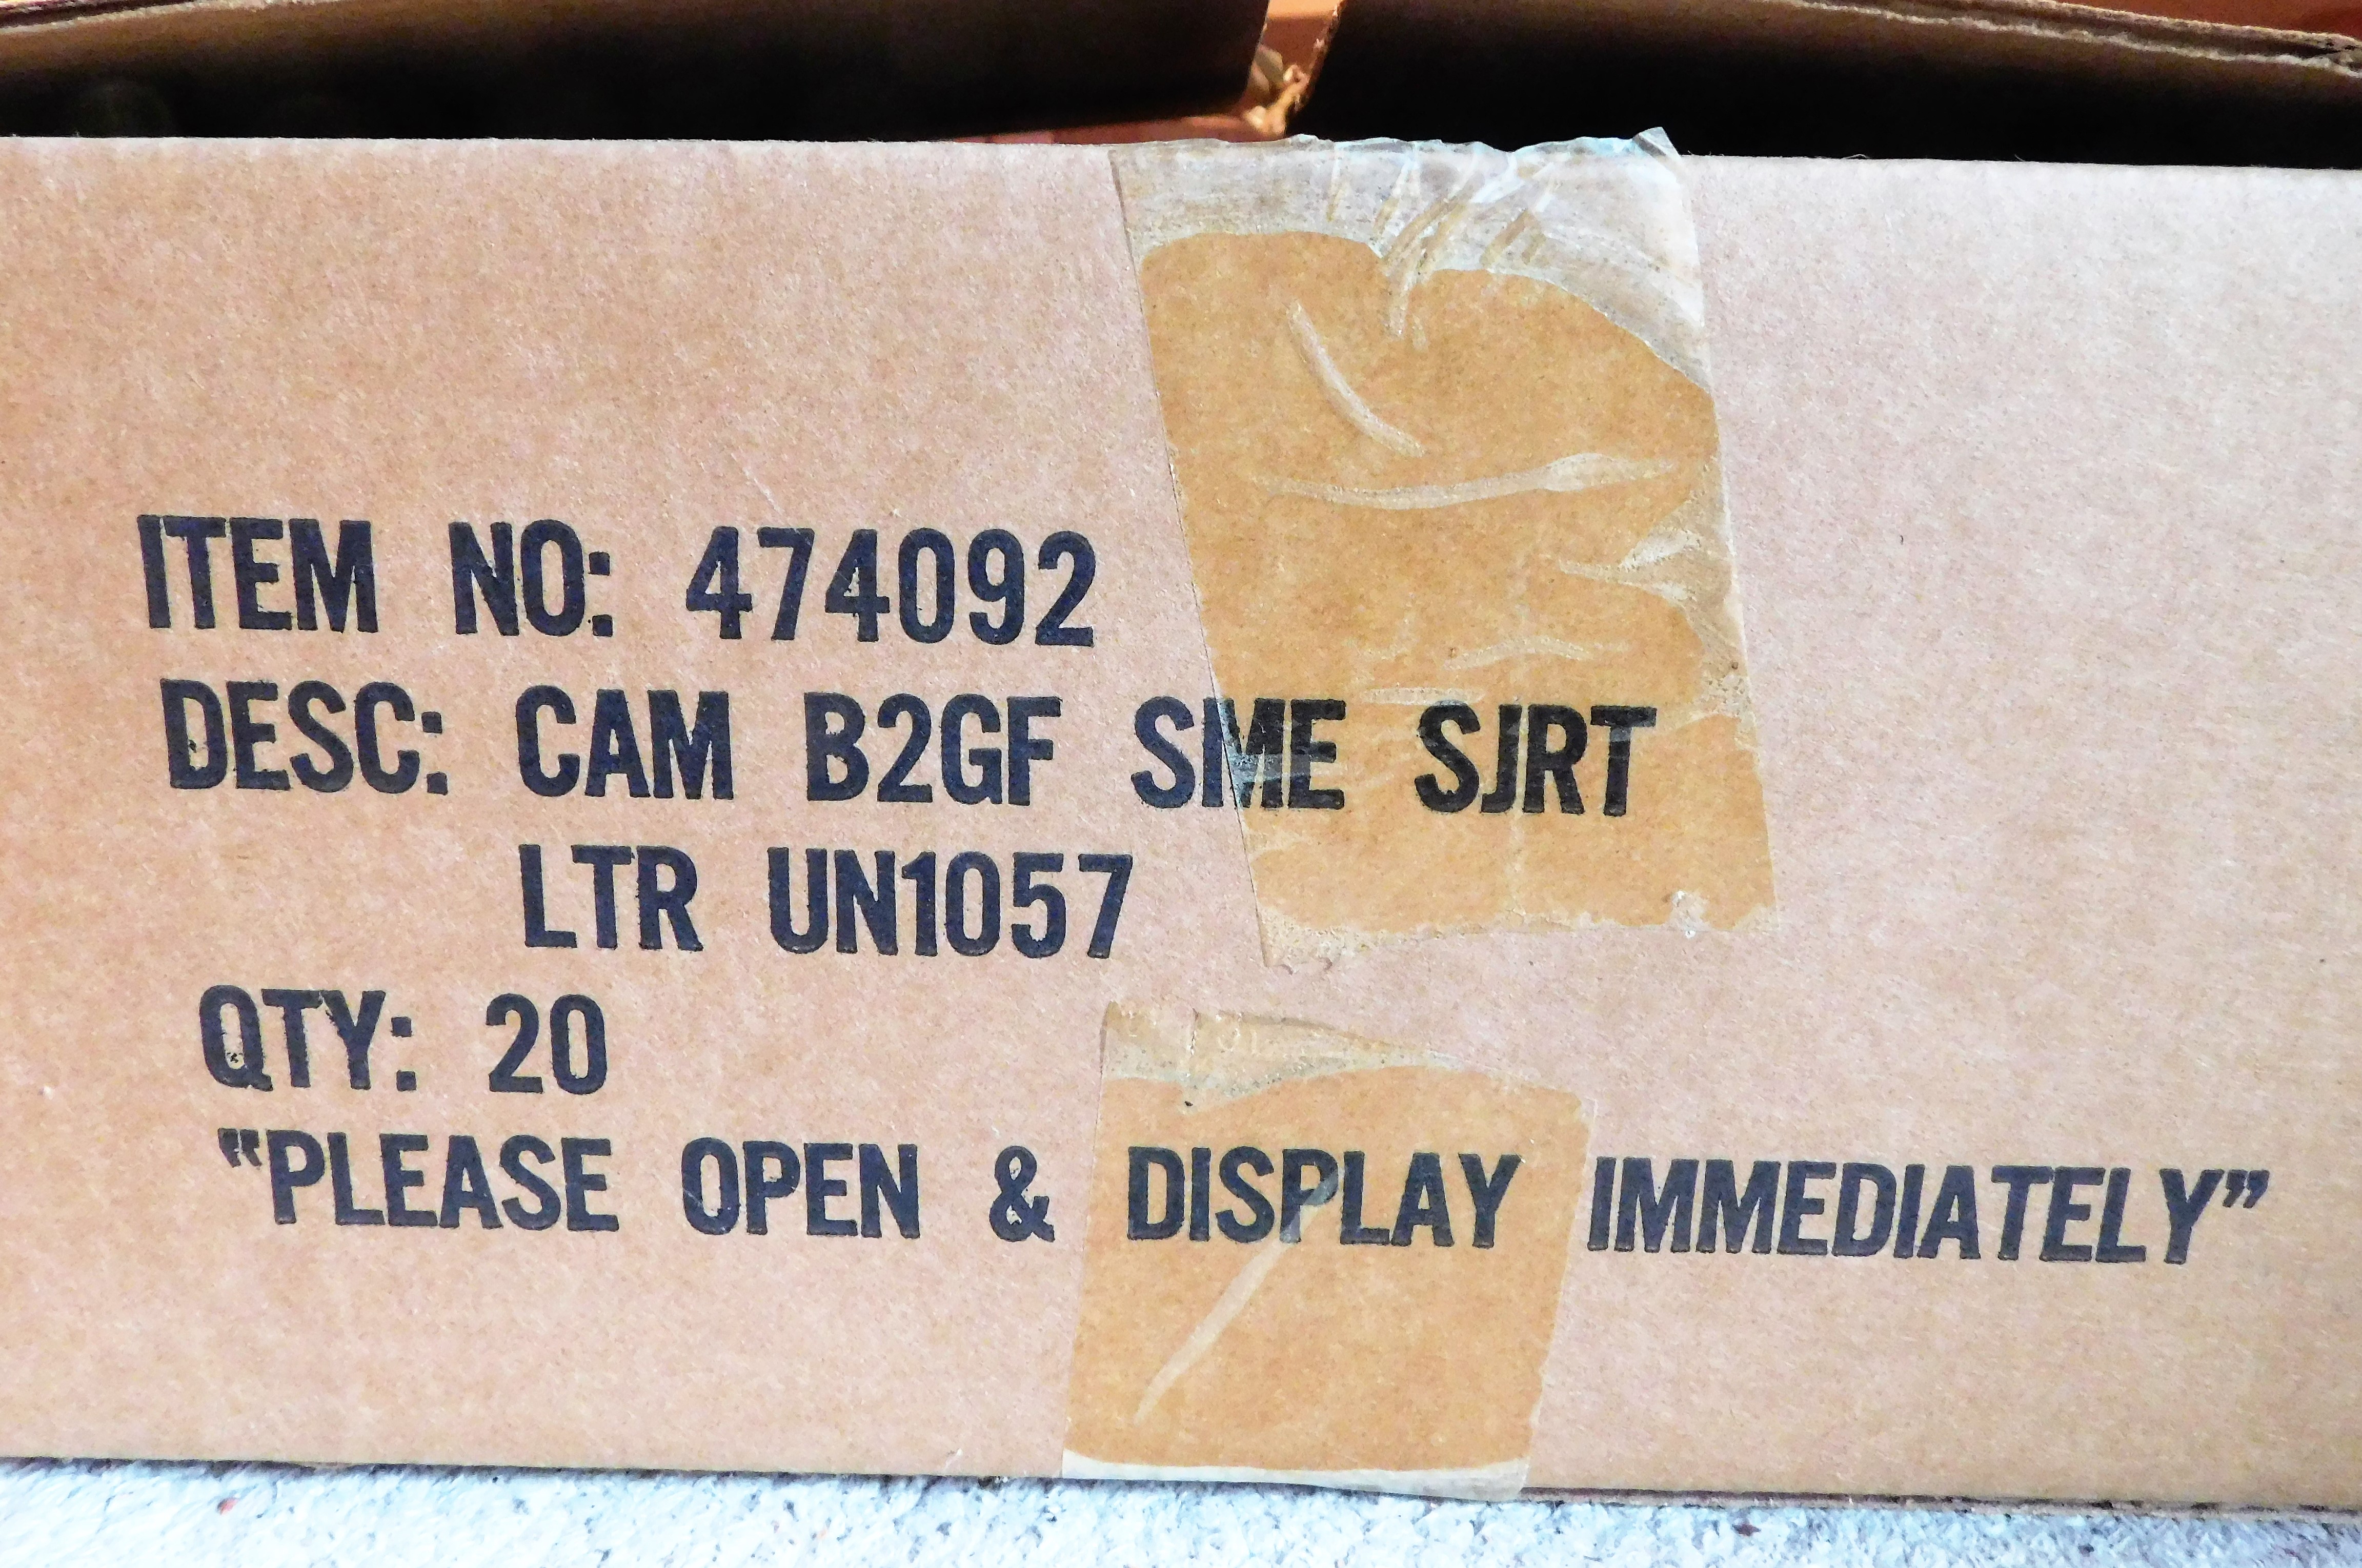 ITEM NO: 474092
DESC: CAM B2GF SME SJRT
LTR UN1057
QTY: 20
"PLEASE OPEN & DISPLAY IMMEDIATELY"